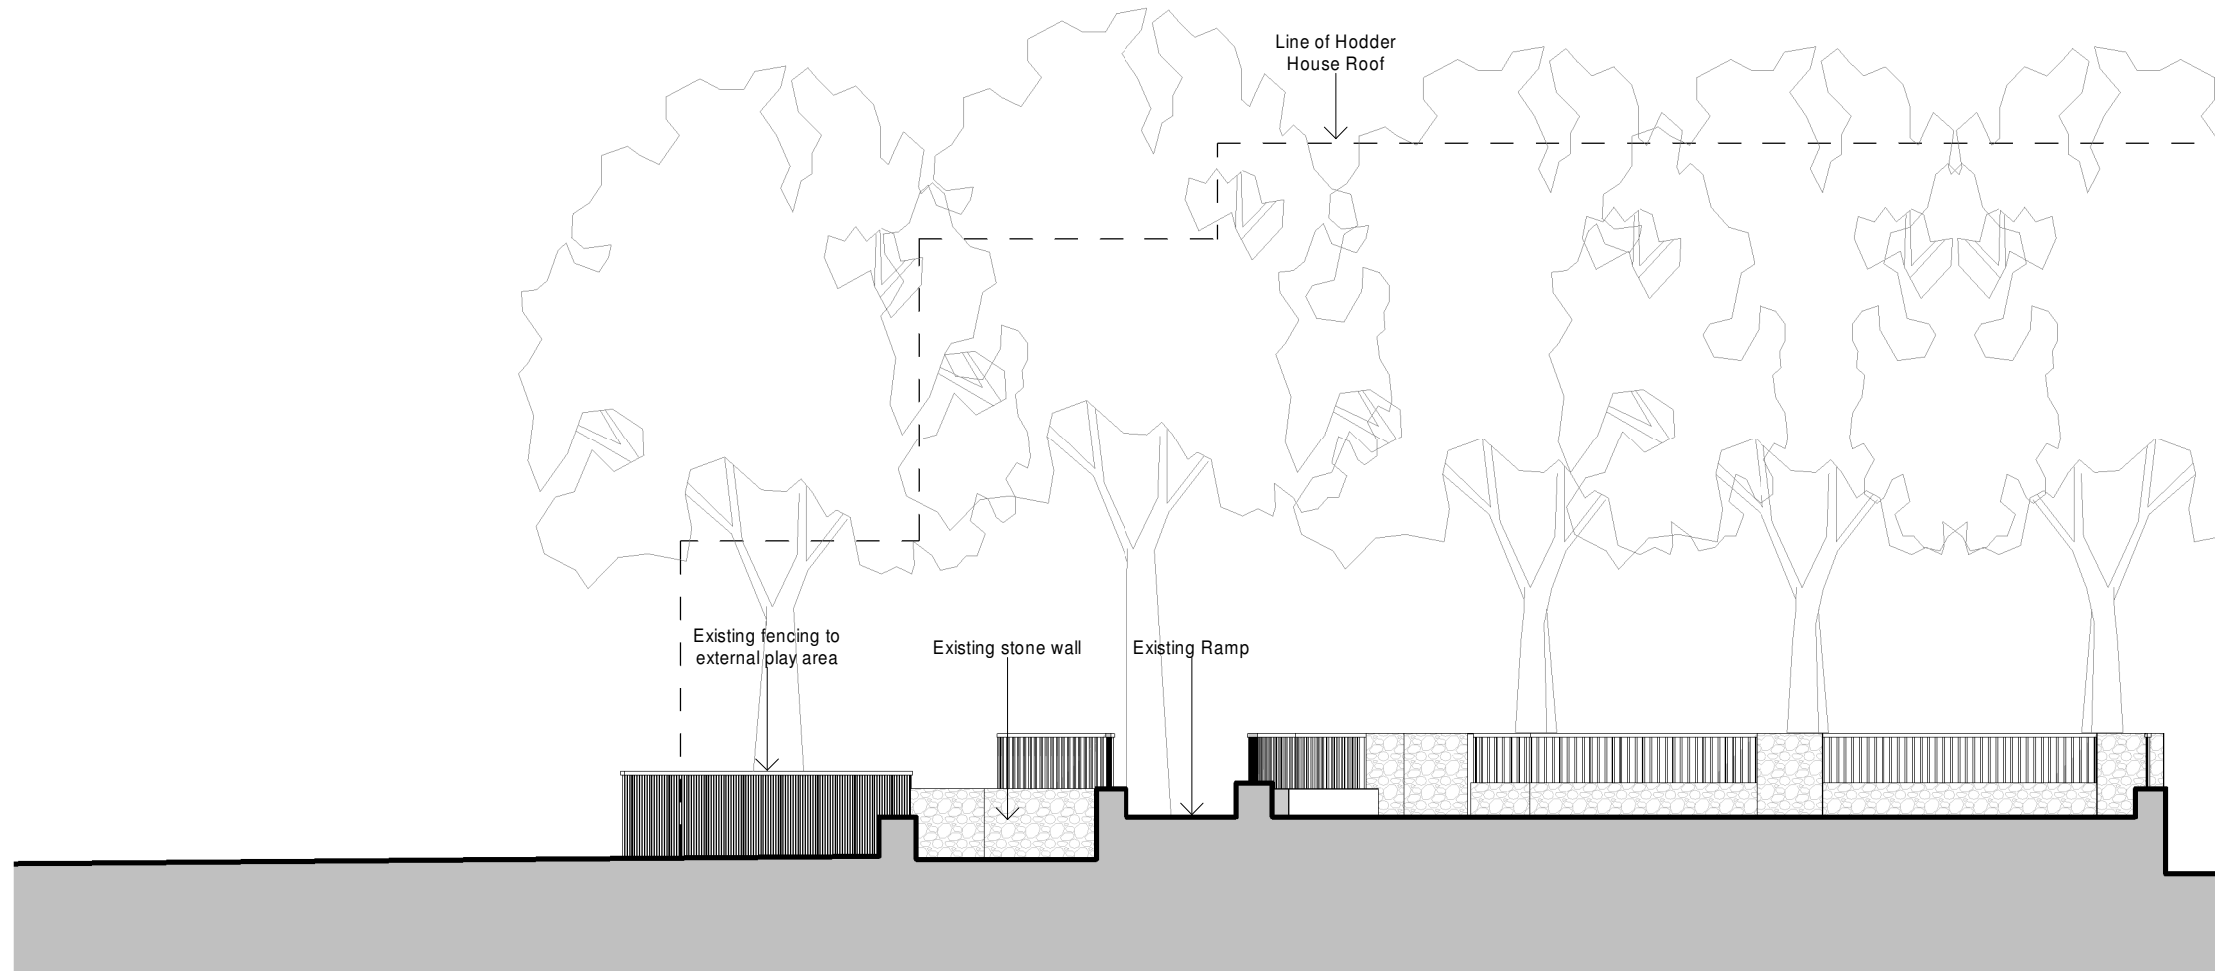 Line of Hodder
House Roof
Existing fencing to
external play area
Existing stone wall
Existing Ramp